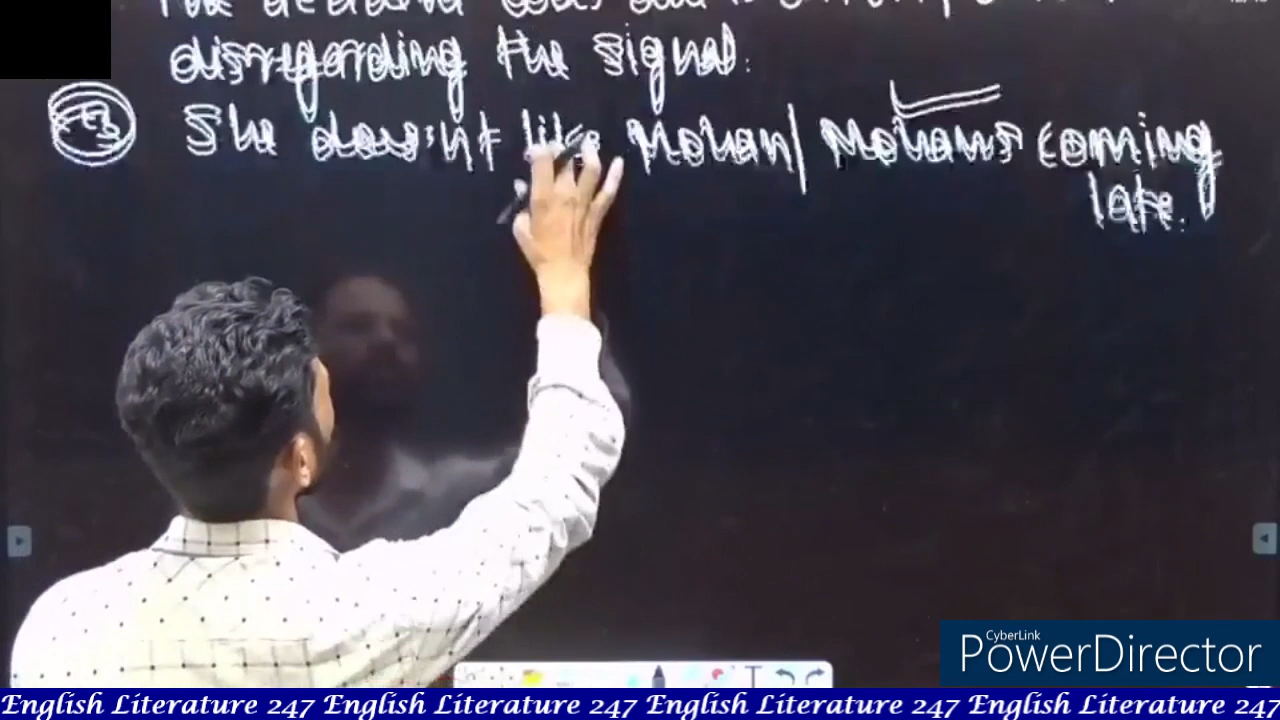 disregarding the signal.
E3 She doesn't like Mohan/ Mohan's coming
late.
CyberLink
PowerDirector
English Literature 247 English Literature 247 English Literature 247 English Literature 247